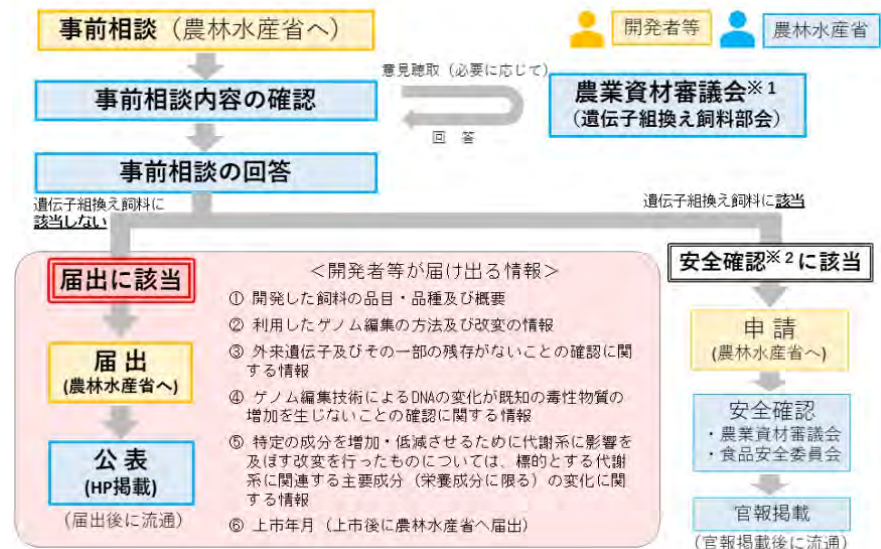 事前相談（農林水産省へ）
開発者等
農林水産省
事前相談内容の確認
意見聴取（必要に応じて）
回 答
農業資材審議会※1
（遺伝子組換え飼料部会）
事前相談の回答
遺伝子組換え飼料に
該当しない
遺伝子組換え飼料に該当
届出に該当
届 出
(農林水産省へ)
公 表
(HP掲載)
(届出後に流通)
＜開発者等が届け出る情報＞
① 開発した飼料の品目・品種及び概要
② 利用したゲノム編集の方法及び改変の情報
③ 外来遺伝子及びその一部の残存がないことの確認に関
する情報
④ ゲノム編集技術によるDNAの変化が既知の毒性物質の
増加を生じないことの確認に関する情報
⑤ 特定の成分を増加・低減させるために代謝系に影響を
及ぼす改変を行ったものについては、標的とする代謝
系に関連する主要成分（栄養成分に限る）の変化に関
する情報
⑥ 上市年月（上市後に農林水産省へ届出）
安全確認※2に該当
申 請
(農林水産省へ)
安全確認
・農業資材審議会
・食品安全委員会
官報掲載
(官報掲載後に流通)